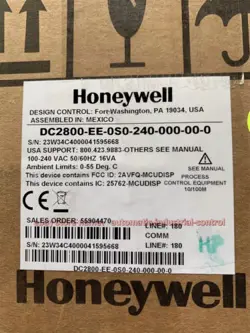 Honeywell
DESIGN CONTROL: Fort Washington, PA 19034, USA
ASSEMBLED IN: MEXICO
DC2800-EE-0S0-240-000-00-0
S/N: 23W34C4000041595668
USA SUPPORT: 800.423.9883-OTHERS SEE MANUAL
100-240 VAC 50/60HZ 16VA
Ambient Limits: 0-55 Deg. C
This device contains FCC ID: 2AVFQ-MCUDISP
This device contains IC: 25762-MCUDISP
SEE MANUAL
PROCESS
CONTROL EQUIPMENT
10/100M
SALES ORDER: 55904470
LINE#: 180
COMM
S/N: 23W34C4000041595668
LINE#: 180
DC2800-EE-0S0-240-000-00-0